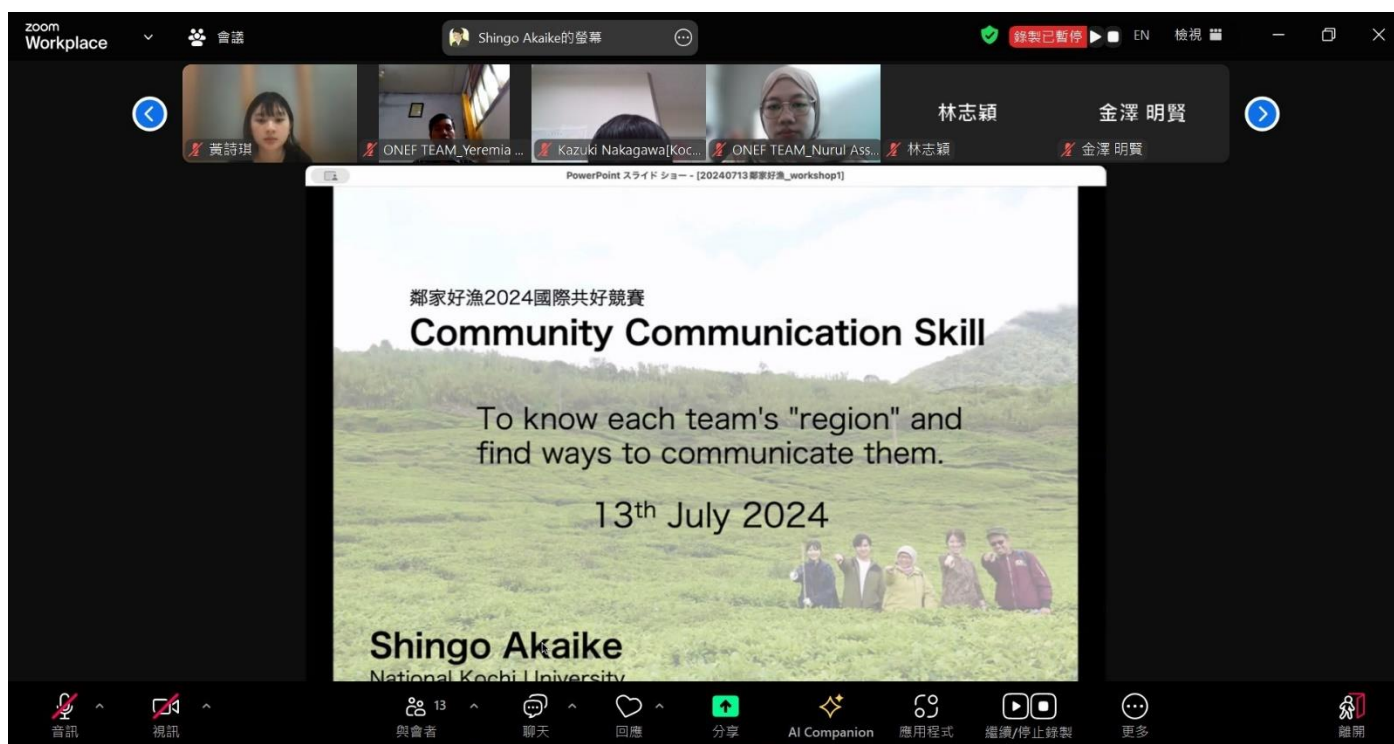 zoom
Workplace
會議
Shingo Akaike的螢幕
錄製已暫停
EN
檢視
黃詩琪
ONEF TEAM_Yeremia ...
Kazuki Nakagawa[Koc...
ONEF TEAM_Nurul Ass...
林志穎
林志穎
金澤 明賢
金澤 明賢
PowerPoint スライド ショー - [20240713鄰家好漁_workshop1]
鄰家好漁2024國際共好競賽
Community Communication Skill
To know each team's "region" and
find ways to communicate them.
13th July 2024
Shingo Akaike
National Kochi University
音訊
視訊
13
與會者
聊天
回應
分享
AI Companion
應用程式
繼續/停止錄製
更多
離開